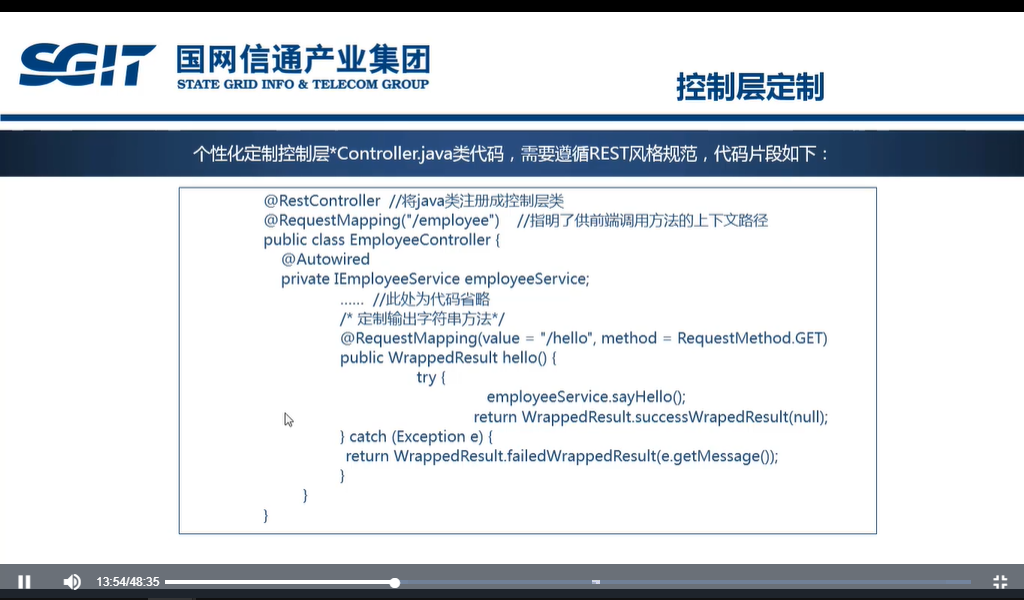 SGIT 国网信通产业集团
STATE GRID INFO & TELECOM GROUP
控制层定制
个性化定制控制层*Controller.java类代码，需要遵循REST风格规范，代码片段如下：
@RestController //将java类注册成控制层类
@RequestMapping("/employee") //指明了供前端调用方法的上下文路径
public class EmployeeController {
@Autowired
private IEmployeeService employeeService;
...... //此处为代码省略
/* 定制输出字符串方法*/
@RequestMapping(value = "/hello", method = RequestMethod.GET)
public WrappedResult hello() {
try {
employeeService.sayHello();
return WrappedResult.successWrapedResult(null);
} catch (Exception e) {
return WrappedResult.failedWrappedResult(e.getMessage());
}
}
}
13:54/48:35